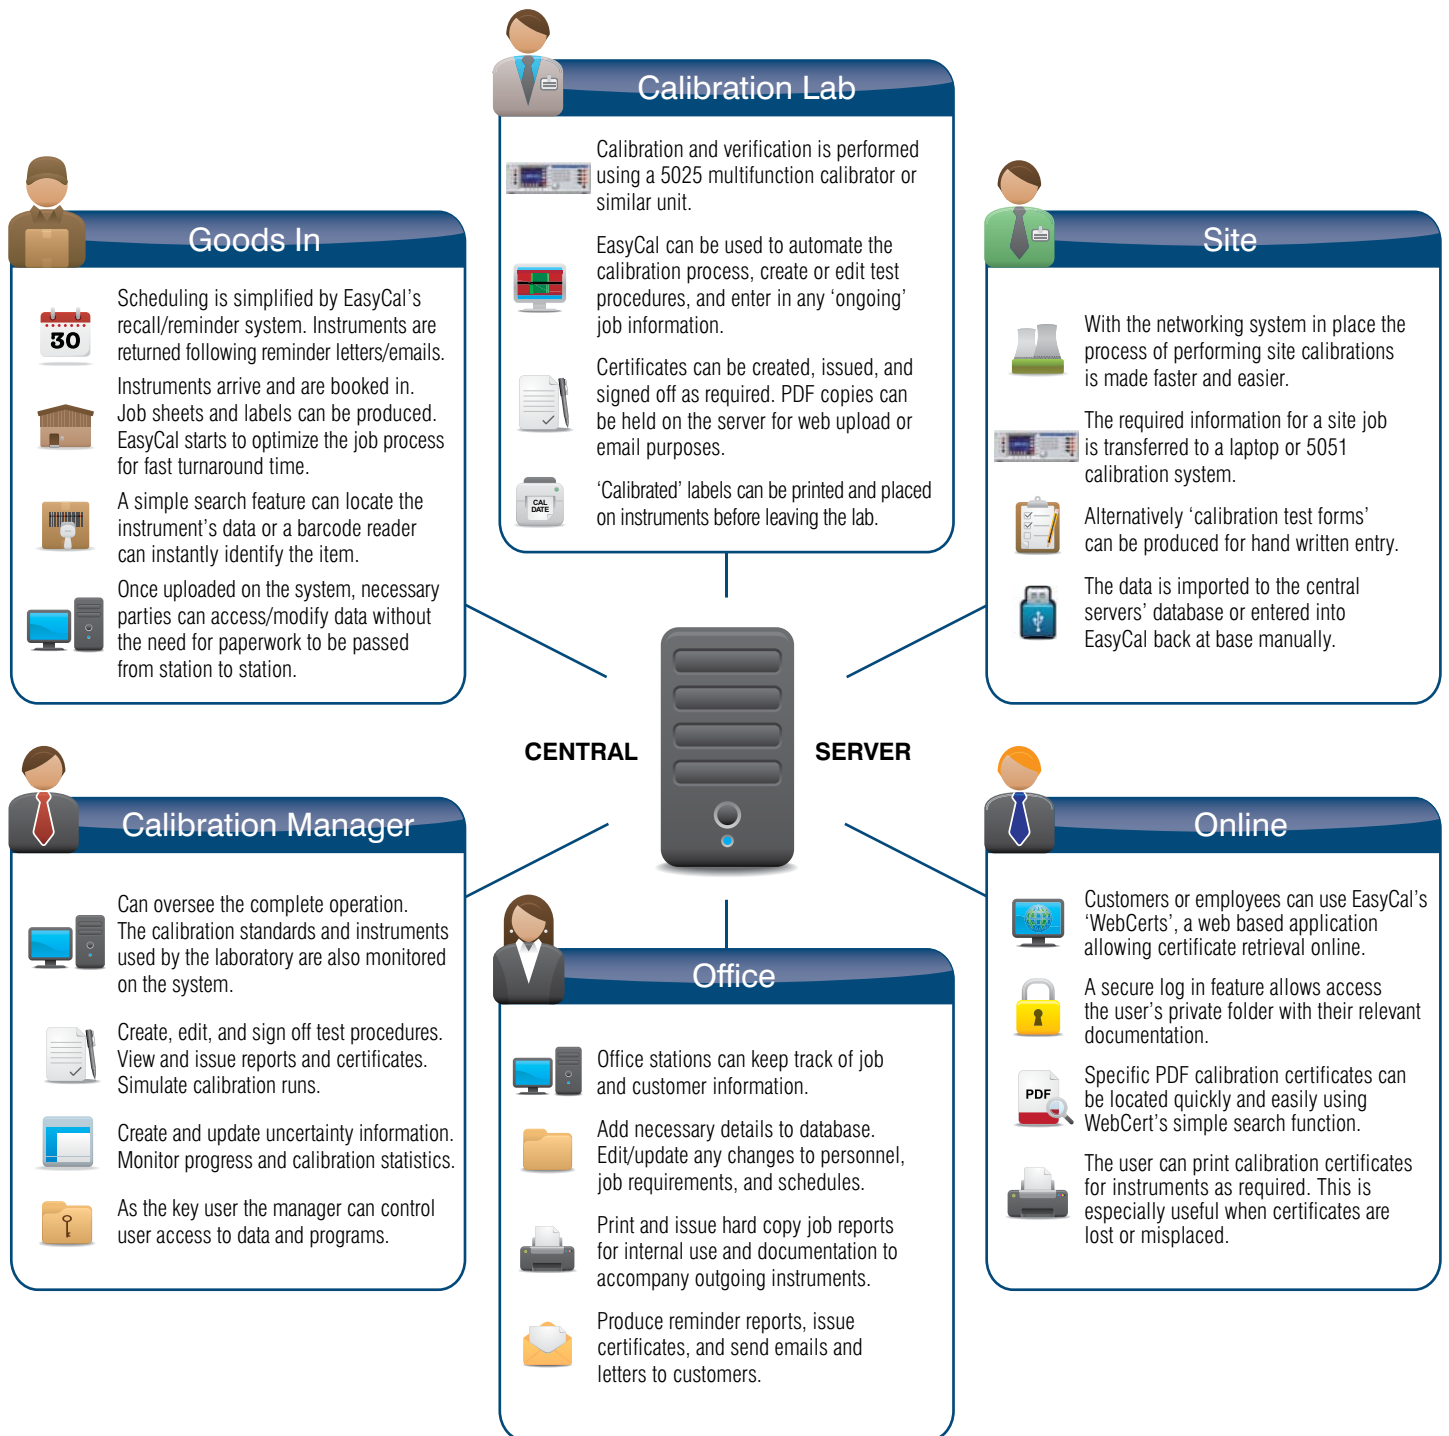 Calibration Lab
Calibration and verification is performed
using a 5025 multifunction calibrator or
similar unit.
EasyCal can be used to automate the
calibration process, create or edit test
procedures, and enter in any ‘ongoing’
job information.
Certificates can be created, issued, and
signed off as required. PDF copies can
be held on the server for web upload or
email purposes.
CAL
DATE
‘Calibrated’ labels can be printed and placed
on instruments before leaving the lab.
Goods In
30
Scheduling is simplified by EasyCal’s
recall/reminder system. Instruments are
returned following reminder letters/emails.
Instruments arrive and are booked in.
Job sheets and labels can be produced.
EasyCal starts to optimize the job process
for fast turnaround time.
A simple search feature can locate the
instrument’s data or a barcode reader
can instantly identify the item.
Once uploaded on the system, necessary
parties can access/modify data without
the need for paperwork to be passed
from station to station.
Site
With the networking system in place the
process of performing site calibrations
is made faster and easier.
The required information for a site job
is transferred to a laptop or 5051
calibration system.
Alternatively ‘calibration test forms’
can be produced for hand written entry.
The data is imported to the central
servers’ database or entered into
EasyCal back at base manually.
CENTRAL SERVER
Calibration Manager
Can oversee the complete operation.
The calibration standards and instruments
used by the laboratory are also monitored
on the system.
Create, edit, and sign off test procedures.
View and issue reports and certificates.
Simulate calibration runs.
Create and update uncertainty information.
Monitor progress and calibration statistics.
As the key user the manager can control
user access to data and programs.
Office
Office stations can keep track of job
and customer information.
Add necessary details to database.
Edit/update any changes to personnel,
job requirements, and schedules.
Print and issue hard copy job reports
for internal use and documentation to
accompany outgoing instruments.
Produce reminder reports, issue
certificates, and send emails and
letters to customers.
Online
Customers or employees can use EasyCal’s
‘WebCerts’, a web based application
allowing certificate retrieval online.
A secure log in feature allows access
the user’s private folder with their relevant
documentation.
PDF
Specific PDF calibration certificates can
be located quickly and easily using
WebCert’s simple search function.
The user can print calibration certificates
for instruments as required. This is
especially useful when certificates are
lost or misplaced.